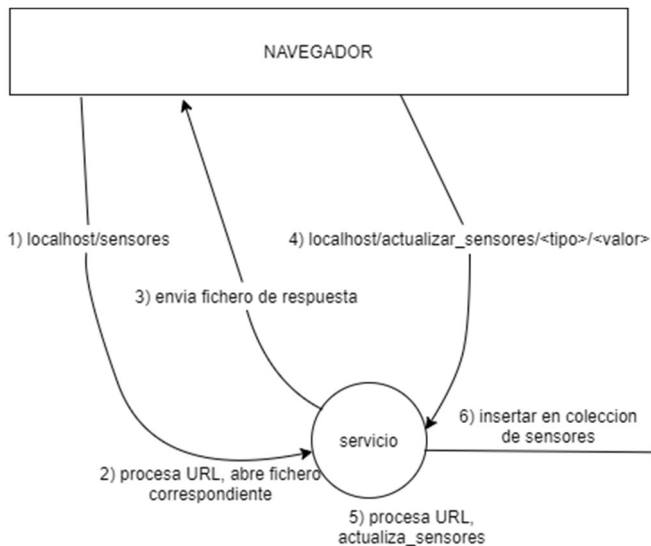 NAVEGADOR
1) localhost/sensores
4) localhost/actualizar_sensores/<tipo>/<valor>
3) envia fichero de respuesta
servicio
6) insertar en coleccion
de sensores
2) procesa URL, abre fichero
correspondiente
5) procesa URL,
actualiza_sensores